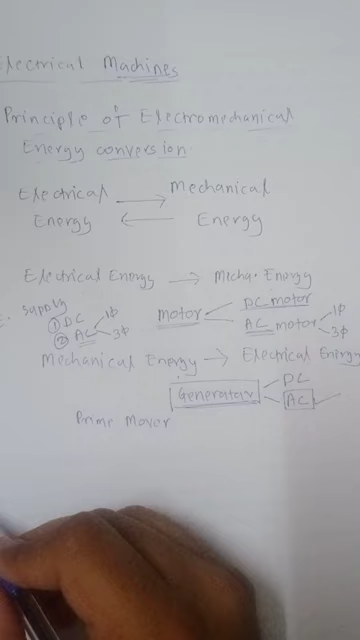 Electrical Machines
Principle of Electromechanical
Energy conversion
Electrical → Mechanical
Energy ← Energy
Electrical Energy → Mecha. Energy
E. Supply
① DC
② AC 1Φ 3Φ
Motor DC motor
AC motor 1Φ 3Φ
Mechanical Energy → Electrical Energy
Generator DC
AC
Prime Mover